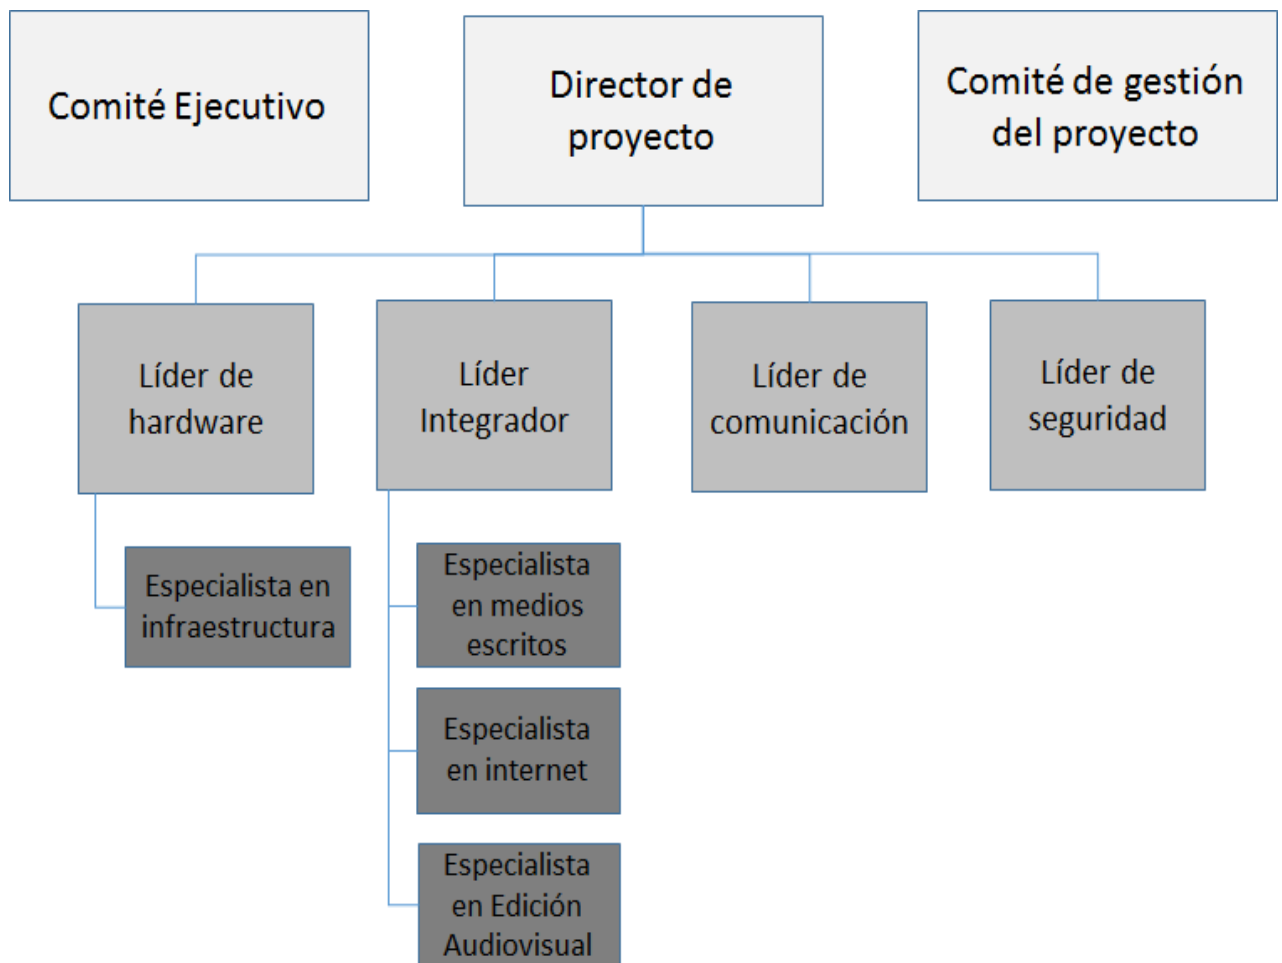 Comité Ejecutivo
Director de
proyecto
Comité de gestión
del proyecto
Líder de
hardware
Líder
Integrador
Líder de
comunicación
Líder de
seguridad
Especialista en
infraestructura
Especialista
en medios
escritos
Especialista
en internet
Especialista
en Edición
Audiovisual